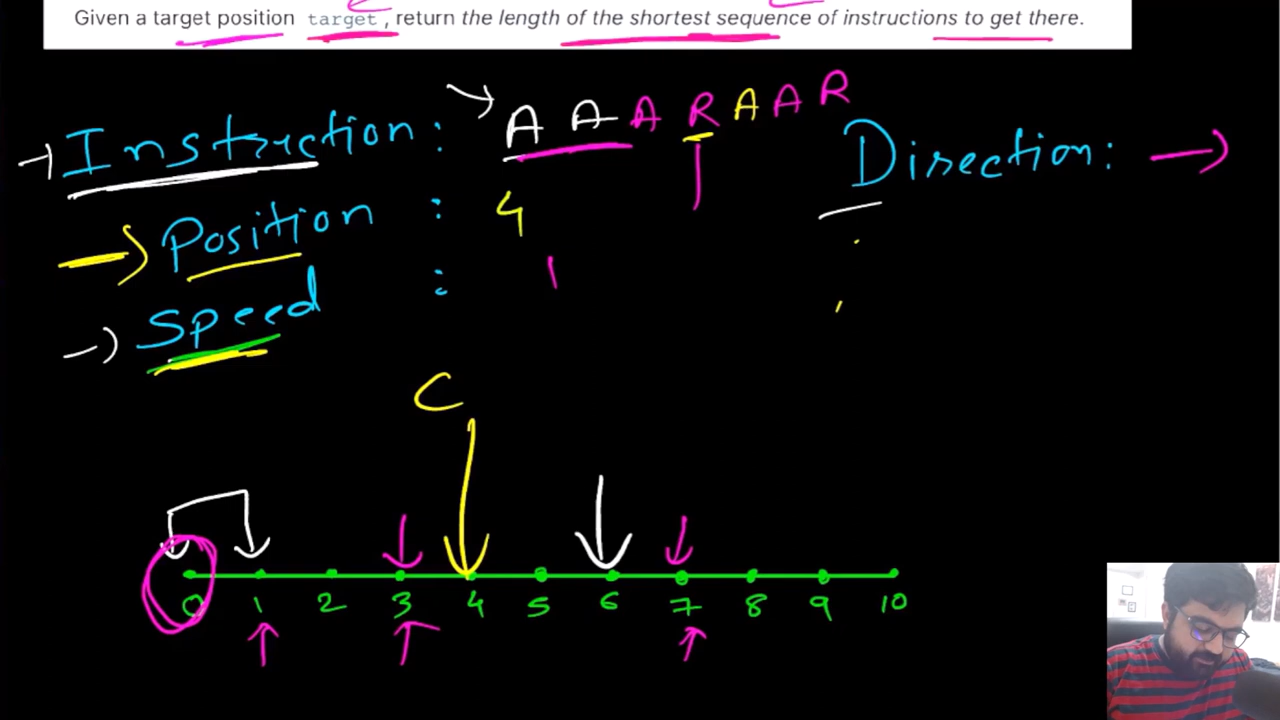 Given a target position target, return the length of the shortest sequence of instructions to get there.
Instruction: A A A R A A R
Direction:
Position : 4
Speed : 1
C
0 1 2 3 4 5 6 7 8 9 10